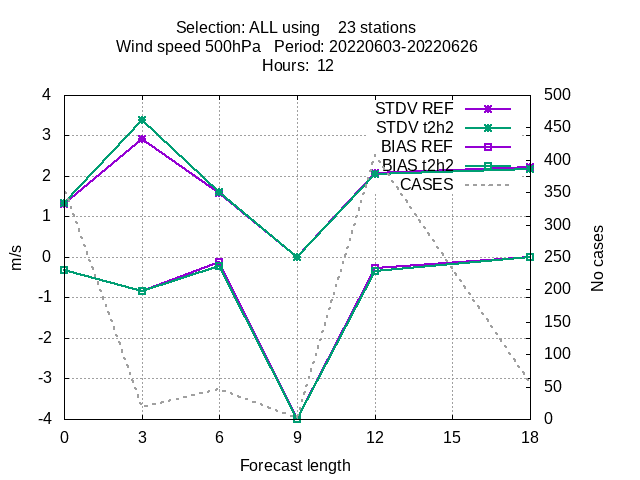 Selection: ALL using    23 stations
Wind speed 500hPa   Period: 20220603-20220626
Hours:  12
4
3
2
1
0
-1
-2
-3
-4
m/s
STDV REF
STDV t2h2
BIAS REF
BIAS t2h2
CASES
500
450
400
350
300
250
200
150
100
50
0
No cases
0 3 6 9 12 15 18
Forecast length